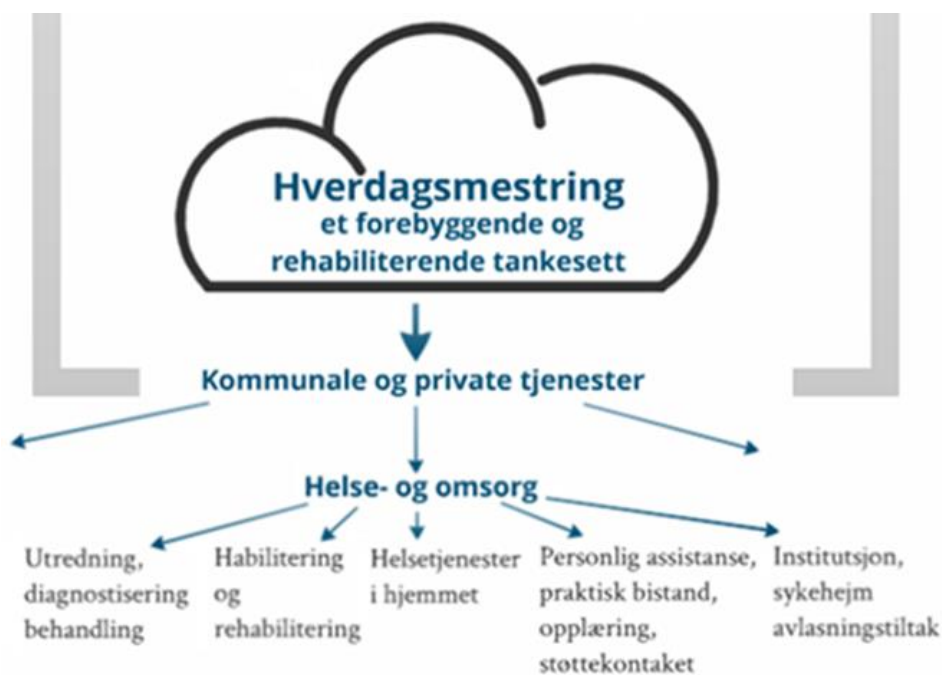 Hverdagsmestring
et forebyggende og
rehabiliterende tankesett
Kommunale og private tjenester
Helse- og omsorg
Utredning,
diagnostisering
behandling
Habilitering
og
rehabilitering
Helsetjenester
i hjemmet
Personlig assistanse,
praktisk bistand,
opplæring,
støttekontaket
Institutsjon,
sykehejm
avlasningstiltak